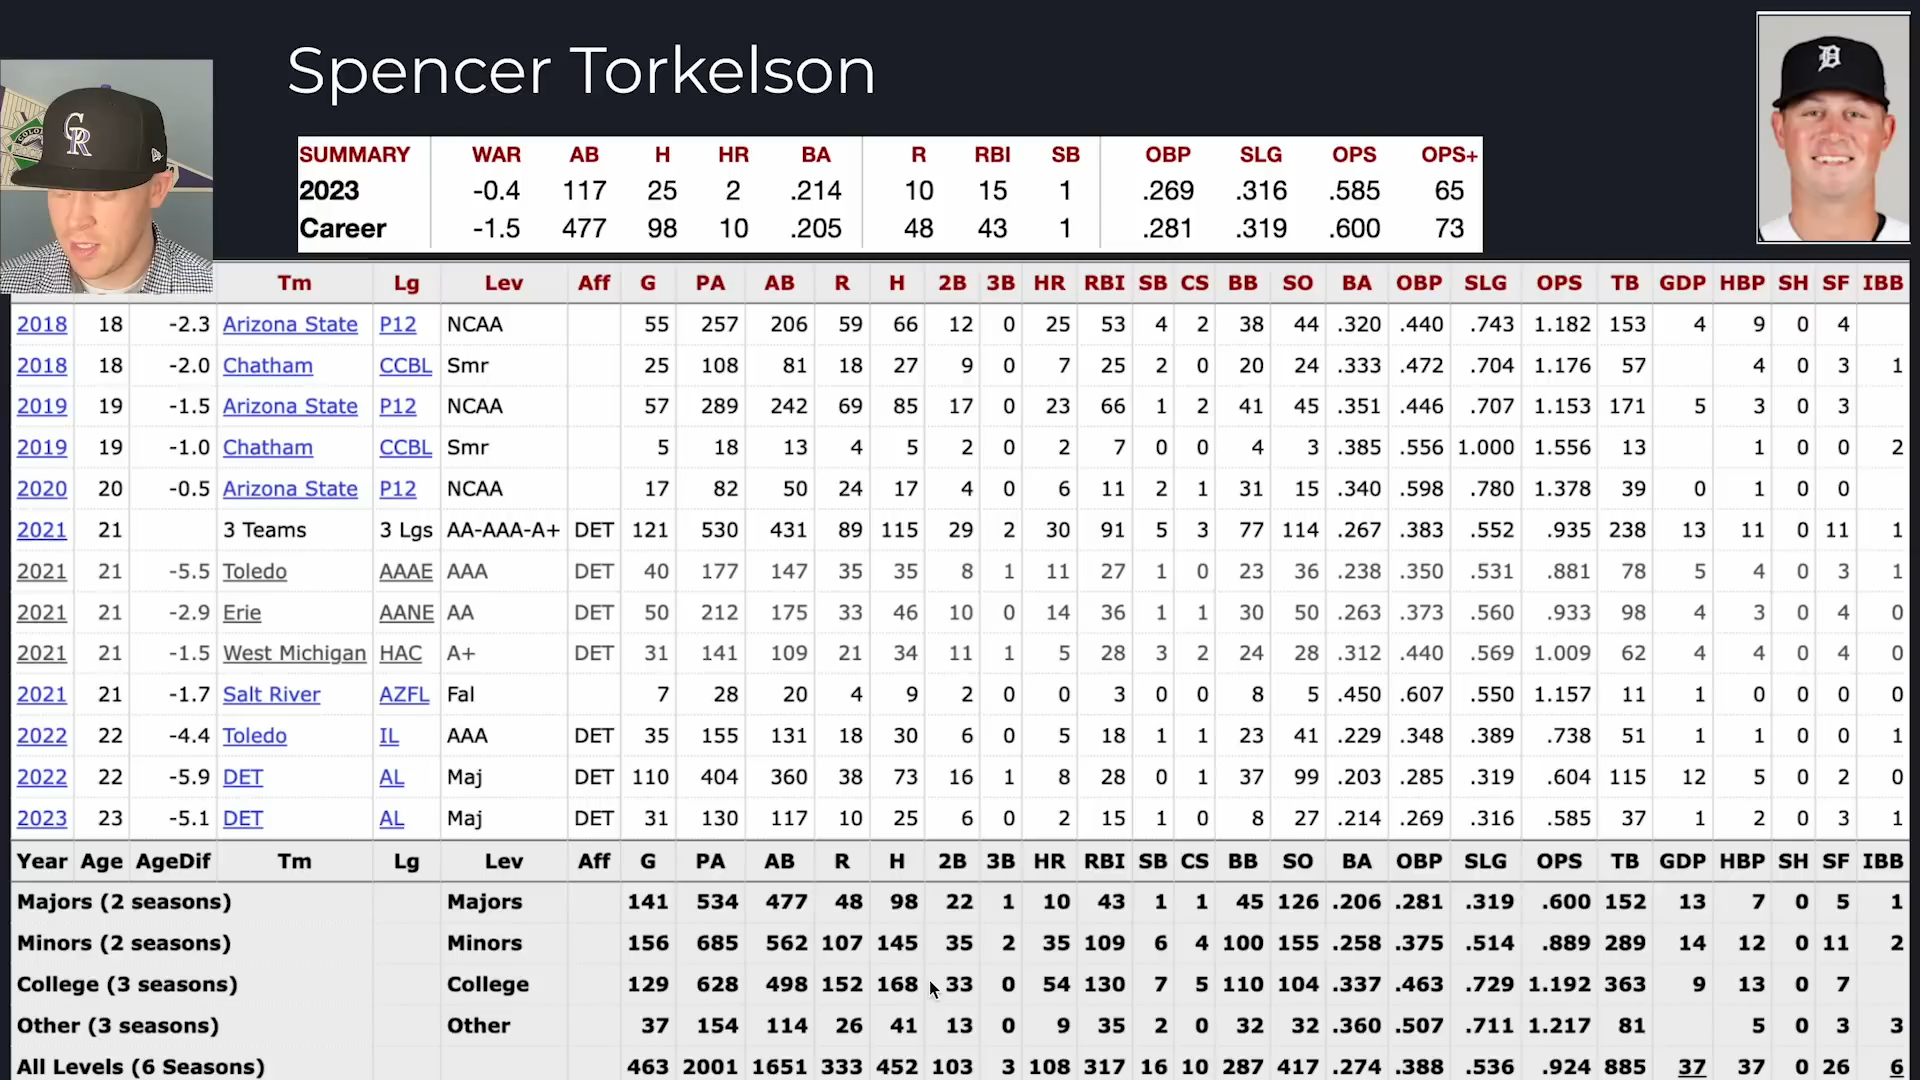 Spencer Torkelson
SUMMARY WAR AB H HR BA R RBI SB OBP SLG OPS OPS+
2023 -0.4 117 25 2 .214 10 15 1 .269 .316 .585 65
Career -1.5 477 98 10 .205 48 43 1 .281 .319 .600 73
Tm Lg Lev Aff G PA AB R H 2B 3B HR RBI SB CS BB SO BA OBP SLG OPS TB GDP HBP SH SF IBB
2018 18 -2.3 Arizona State P12 NCAA 55 257 206 59 66 12 0 25 53 4 2 38 44 .320 .440 .743 1.182 153 4 9 0 4
2018 18 -2.0 Chatham CCBL Smr 25 108 81 18 27 9 0 7 25 2 0 20 24 .333 .472 .704 1.176 57 4 0 3 1
2019 19 -1.5 Arizona State P12 NCAA 57 289 242 69 85 17 0 23 66 1 2 41 45 .351 .446 .707 1.153 171 5 3 0 3
2019 19 -1.0 Chatham CCBL Smr 5 18 13 4 5 2 0 2 7 0 0 4 3 .385 .556 1.000 1.556 13 1 0 0 2
2020 20 -0.5 Arizona State P12 NCAA 17 82 50 24 17 4 0 6 11 2 1 31 15 .340 .598 .780 1.378 39 0 1 0 0
2021 21 3 Teams 3 Lgs AA-AAA-A+ DET 121 530 431 89 115 29 2 30 91 5 3 77 114 .267 .383 .552 .935 238 13 11 0 11 1
2021 21 -5.5 Toledo AAAE AAA DET 40 177 147 35 35 8 1 11 27 1 0 23 36 .238 .350 .531 .881 78 5 4 0 3 1
2021 21 -2.9 Erie AANE AA DET 50 212 175 33 46 10 0 14 36 1 1 30 50 .263 .373 .560 .933 98 4 3 0 4 0
2021 21 -1.5 West Michigan HAC A+ DET 31 141 109 21 34 11 1 5 28 3 2 24 28 .312 .440 .569 1.009 62 4 4 0 4 0
2021 21 -1.7 Salt River AZFL Fal 7 28 20 4 9 2 0 0 3 0 0 8 5 .450 .607 .550 1.157 11 1 0 0 0 0
2022 22 -4.4 Toledo IL AAA DET 35 155 131 18 30 6 0 5 18 1 1 23 41 .229 .348 .389 .738 51 1 1 0 0 1
2022 22 -5.9 DET AL Maj DET 110 404 360 38 73 16 1 8 28 0 1 37 99 .203 .285 .319 .604 115 12 5 0 2 0
2023 23 -5.1 DET AL Maj DET 31 130 117 10 25 6 0 2 15 1 0 8 27 .214 .269 .316 .585 37 1 2 0 3 1
Year Age AgeDif Tm Lg Lev Aff G PA AB R H 2B 3B HR RBI SB CS BB SO BA OBP SLG OPS TB GDP HBP SH SF IBB
Majors (2 seasons) Majors 141 534 477 48 98 22 1 10 43 1 1 45 126 .206 .281 .319 .600 152 13 7 0 5 1
Minors (2 seasons) Minors 156 685 562 107 145 35 2 35 109 6 4 100 155 .258 .375 .514 .889 289 14 12 0 11 2
College (3 seasons) College 129 628 498 152 168 33 0 54 130 7 5 110 104 .337 .463 .729 1.192 363 9 13 0 7
Other (3 seasons) Other 37 154 114 26 41 13 0 9 35 2 0 32 32 .360 .507 .711 1.217 81 5 0 3 3
All Levels (6 Seasons) 463 2001 1651 333 452 103 3 108 317 16 10 287 417 .274 .388 .536 .924 885 37 37 0 26 6